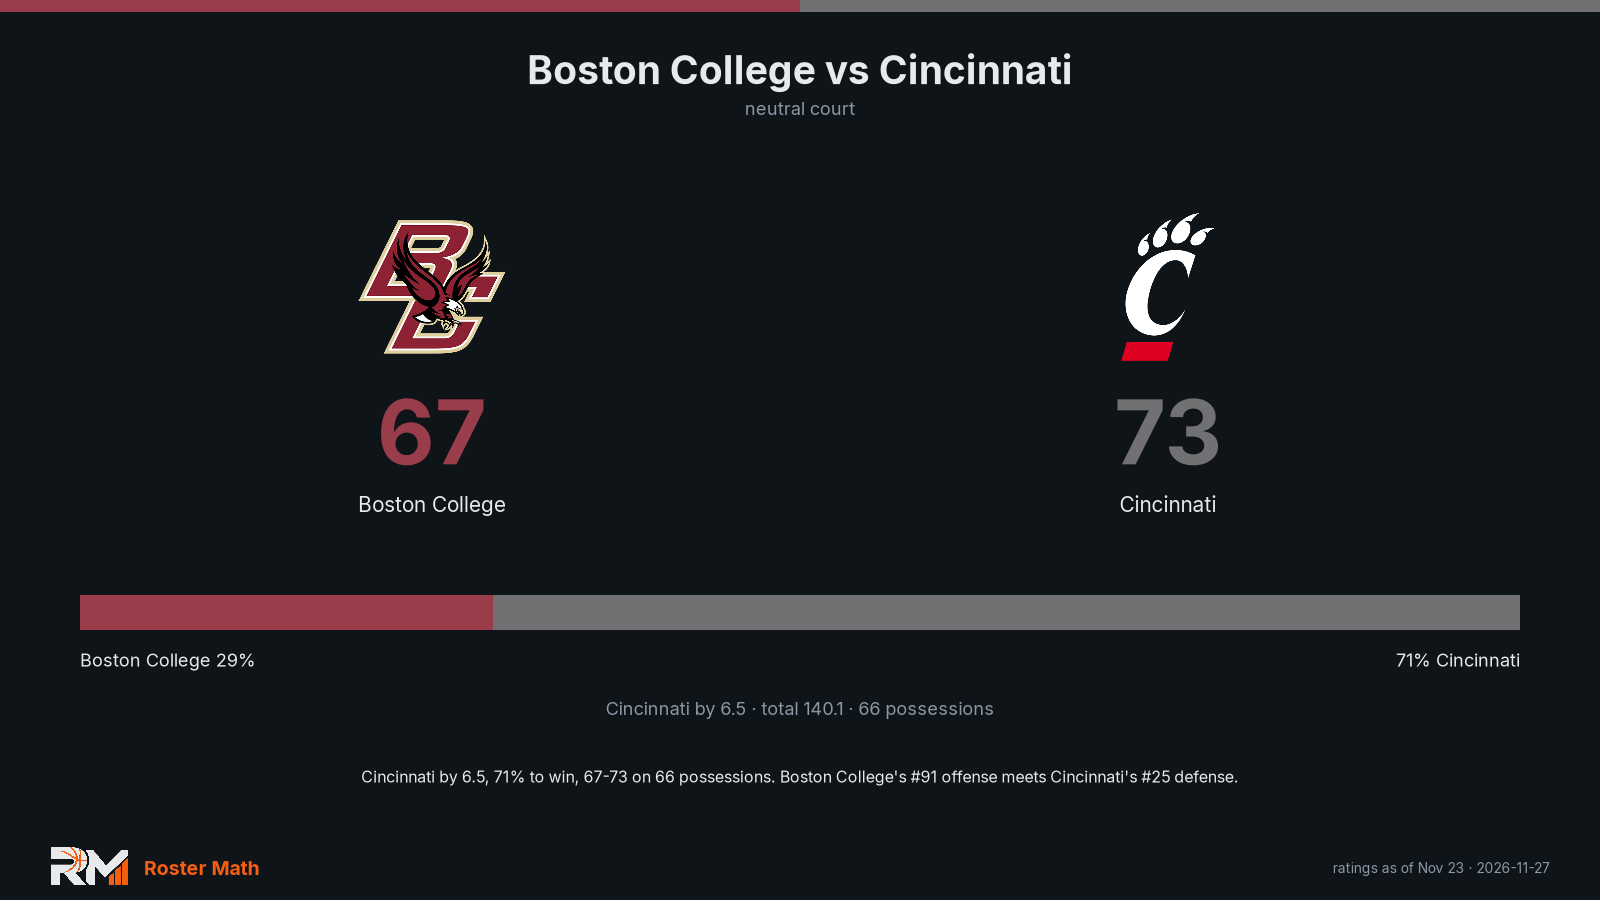 Boston College vs Cincinnati
neutral court
67
73
Boston College
Cincinnati
Boston College 29%
71% Cincinnati
Cincinnati by 6.5 · total 140.1 · 66 possessions
Cincinnati by 6.5, 71% to win, 67-73 on 66 possessions. Boston College's #91 offense meets Cincinnati's #25 defense.
RM Roster Math
ratings as of Nov 23 · 2026-11-27